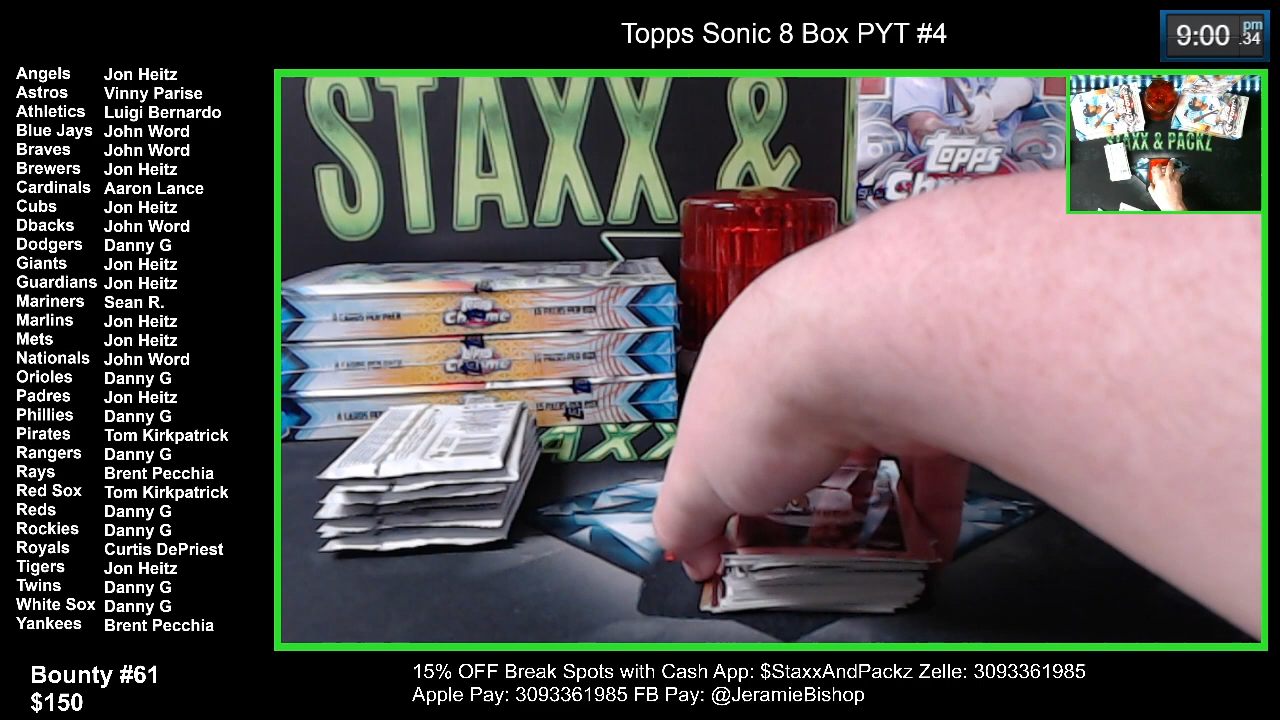 Topps Sonic 8 Box PYT #4
9:00 pm .34
Angels Jon Heitz
Astros Vinny Parise
Athletics Luigi Bernardo
Blue Jays John Word
Braves John Word
Brewers Jon Heitz
Cardinals Aaron Lance
Cubs Jon Heitz
Dbacks John Word
Dodgers Danny G
Giants Jon Heitz
Guardians Jon Heitz
Mariners Sean R.
Marlins Jon Heitz
Mets Jon Heitz
Nationals John Word
Orioles Danny G
Padres Jon Heitz
Phillies Danny G
Pirates Tom Kirkpatrick
Rangers Danny G
Rays Brent Pecchia
Red Sox Tom Kirkpatrick
Reds Danny G
Rockies Danny G
Royals Curtis DePriest
Tigers Jon Heitz
Twins Danny G
White Sox Danny G
Yankees Brent Pecchia
STAXX &
Topps
Chrome
STAXX & PACKZ
Chrome
Chrome
AXX
Bounty #61
$150
15% OFF Break Spots with Cash App: $StaxxAndPackz Zelle: 3093361985
Apple Pay: 3093361985 FB Pay: @JeramieBishop